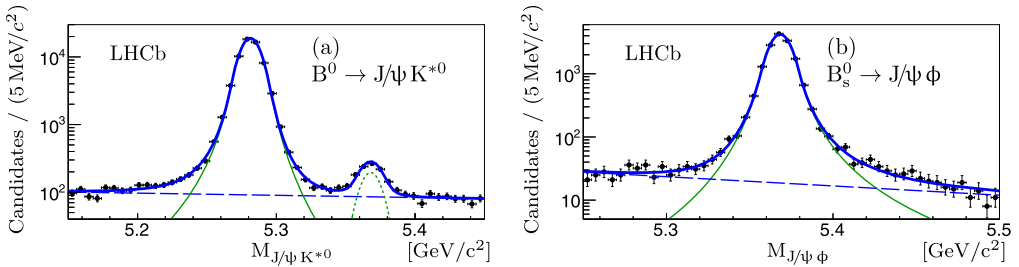 Candidates / (5 MeV/c²)
10⁴
10³
10²
LHCb
(a)
B⁰ → J/ψ K*⁰
5.2
5.3
5.4
M_J/ψ K*⁰
[GeV/c²]
Candidates / (5 MeV/c²)
10³
10²
10
LHCb
(b)
B⁰ₛ → J/ψ ϕ
5.3
5.4
5.5
M_J/ψ ϕ
[GeV/c²]